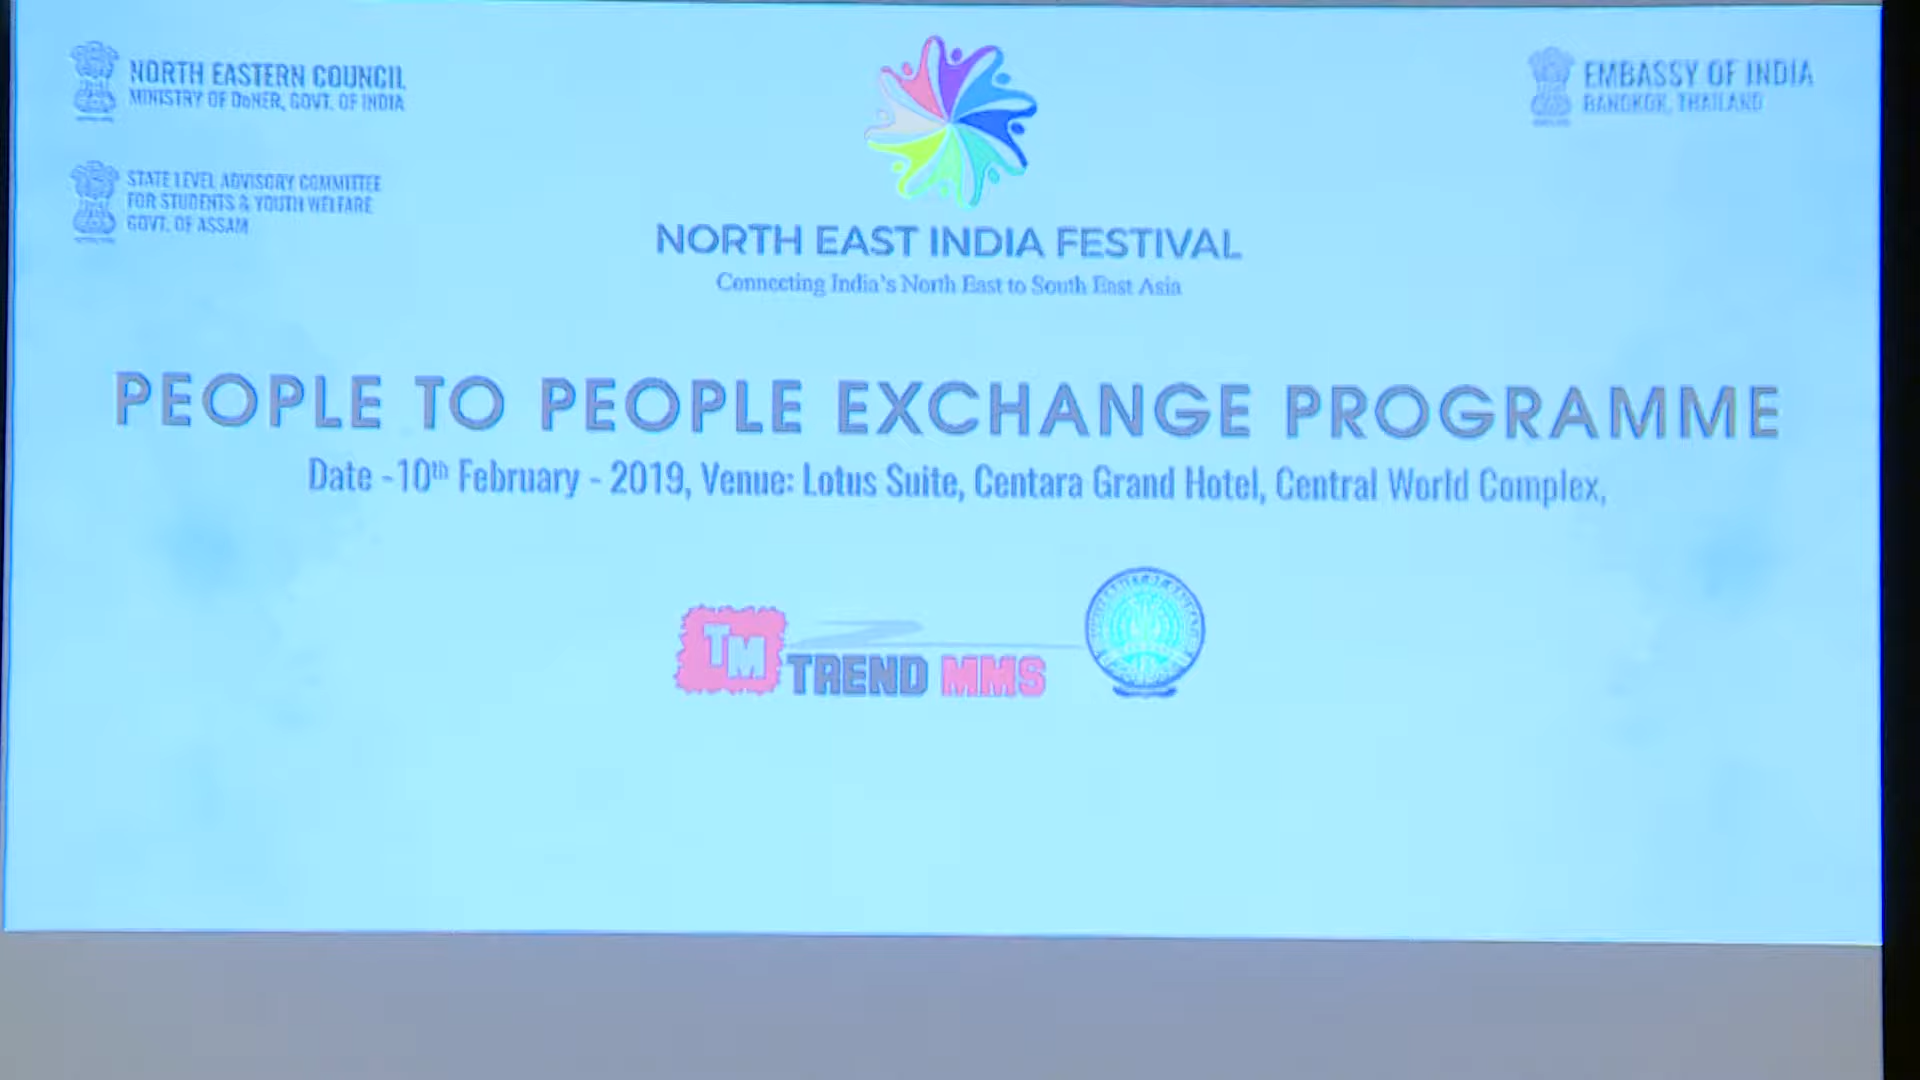 NORTH EASTERN COUNCIL
MINISTRY OF DoNER, GOVT. OF INDIA
STATE LEVEL ADVISORY COMMITTEE
FOR STUDENTS & YOUTH WELFARE
GOVT. OF ASSAM
EMBASSY OF INDIA
BANGKOK, THAILAND
NORTH EAST INDIA FESTIVAL
Connecting India's North East to South East Asia
PEOPLE TO PEOPLE EXCHANGE PROGRAMME
Date -10th February - 2019, Venue: Lotus Suite, Centara Grand Hotel, Central World Complex,
TM TREND MMS